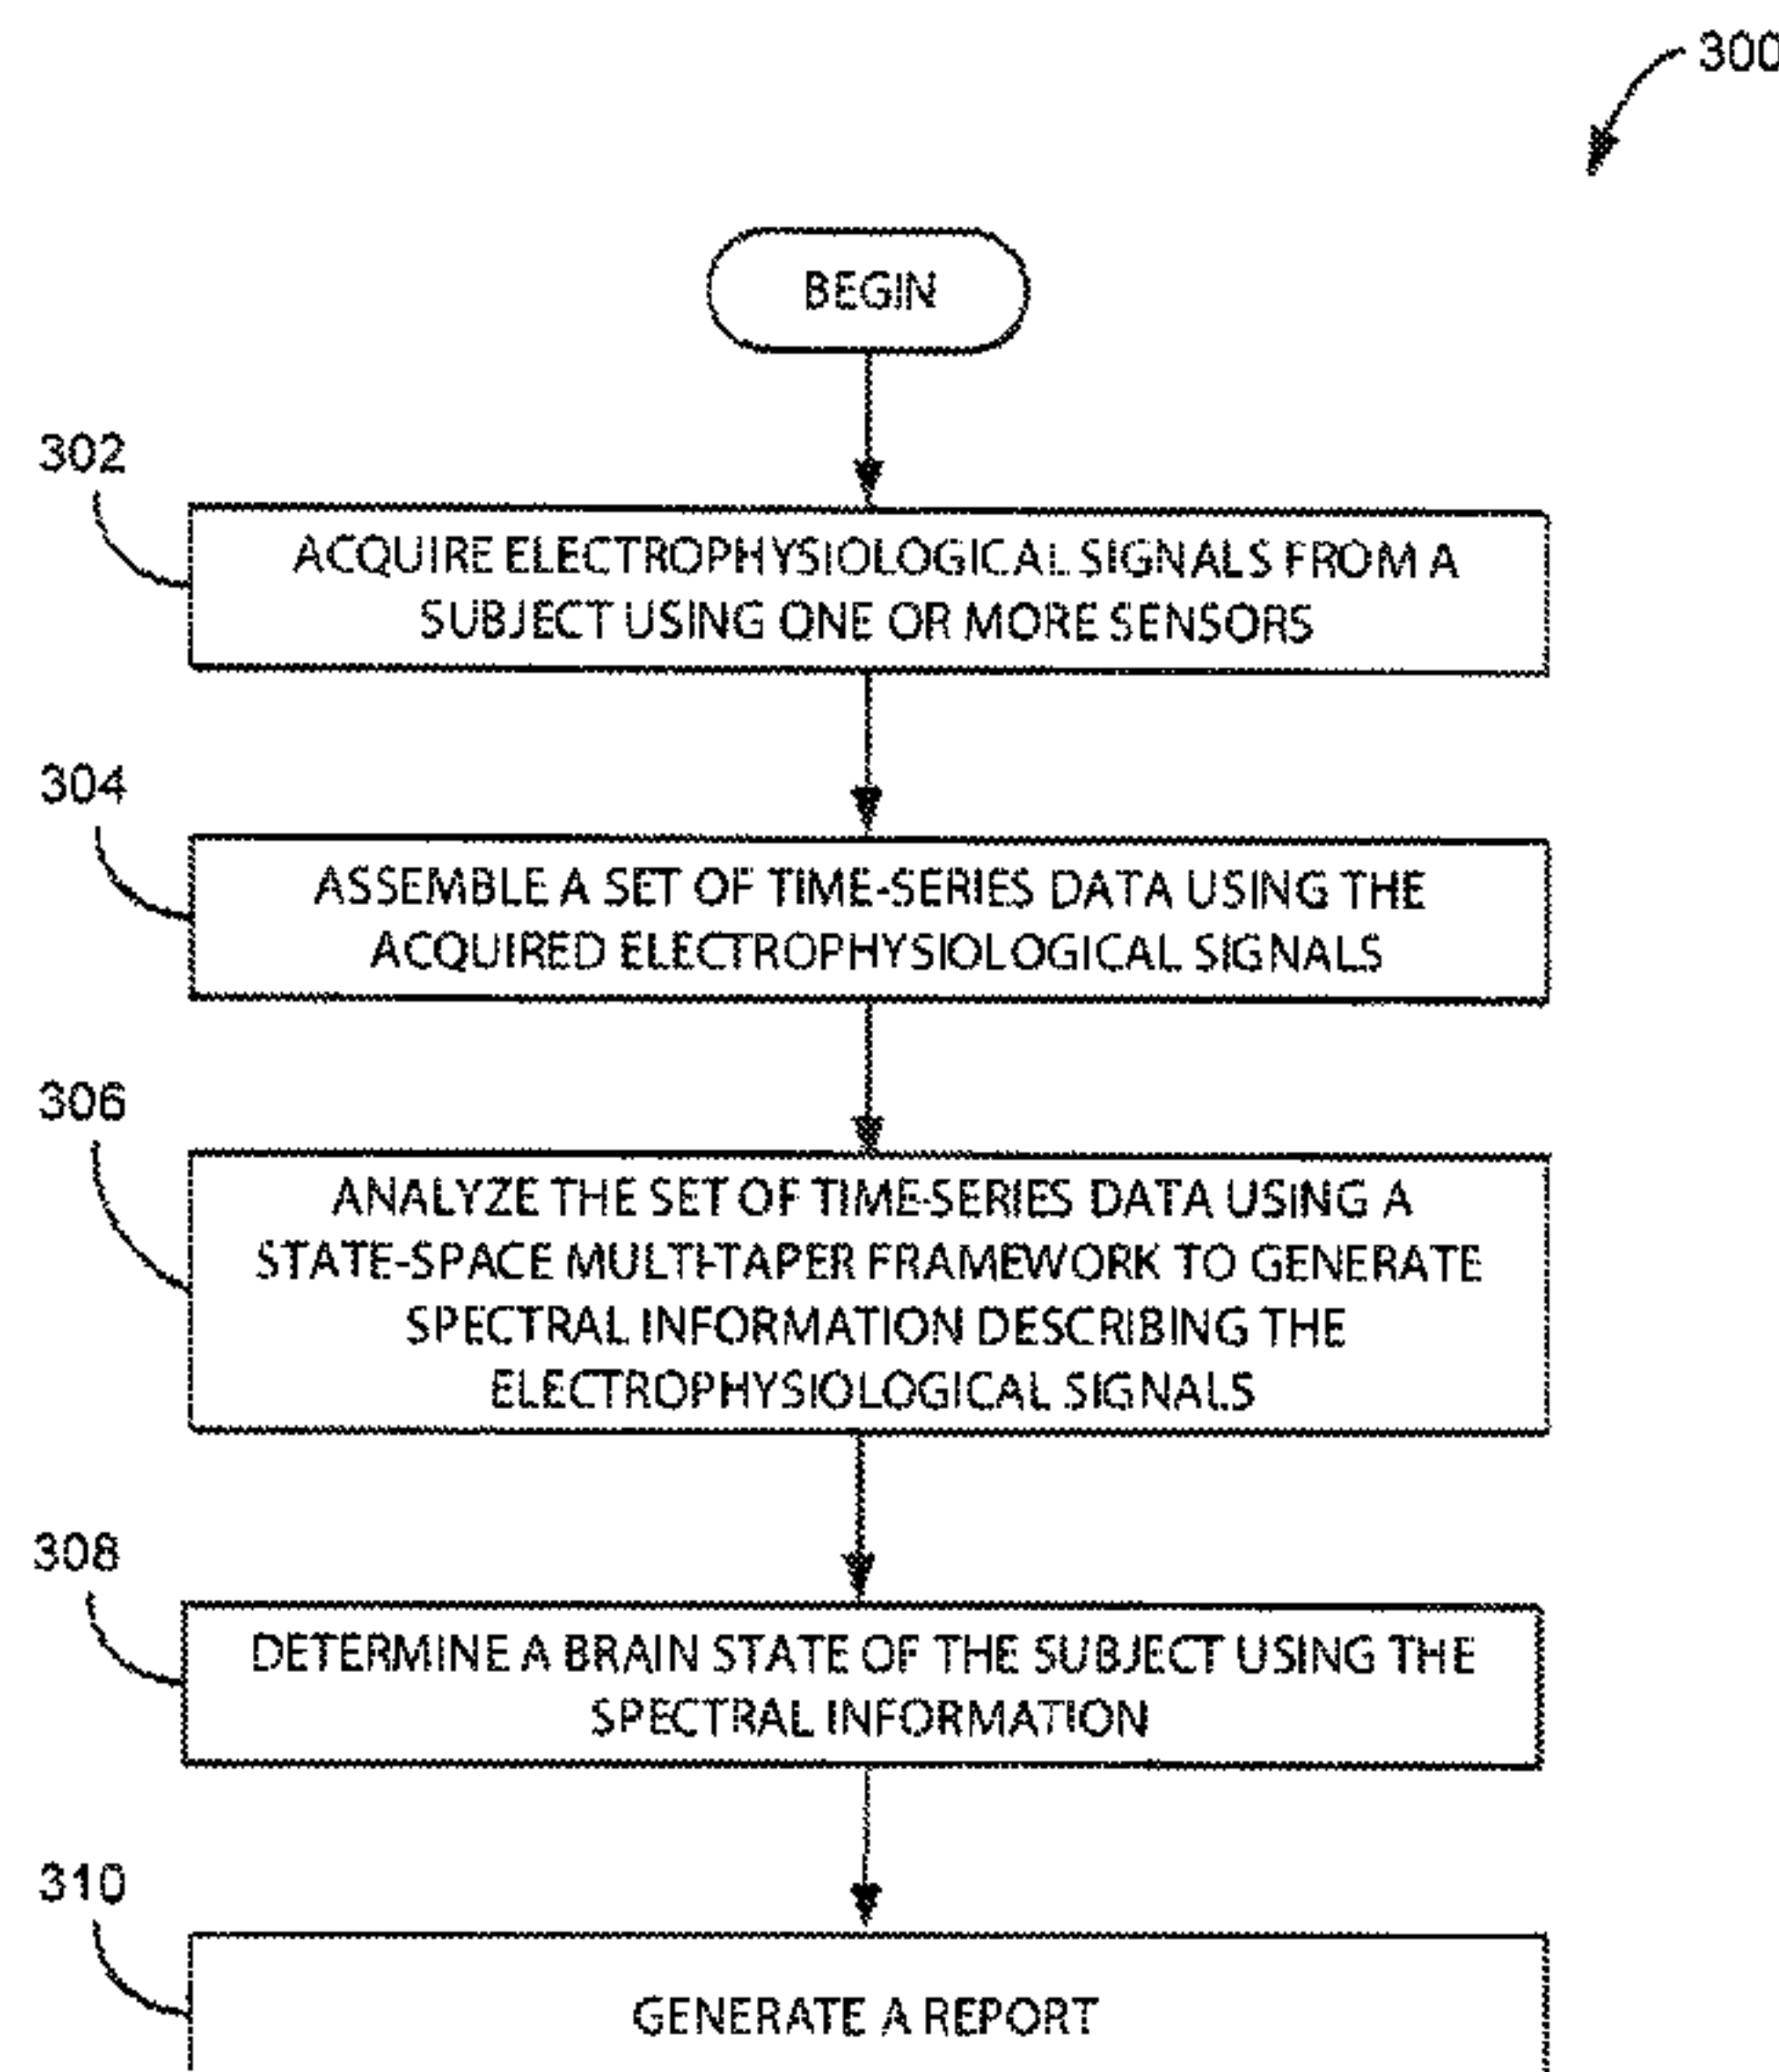 300
BEGIN
302
ACQUIRE ELECTROPHYSIOLOGICAL SIGNALS FROM A
SUBJECT USING ONE OR MORE SENSORS
304
ASSEMBLE A SET OF TIME-SERIES DATA USING THE
ACQUIRED ELECTROPHYSIOLOGICAL SIGNALS
306
ANALYZE THE SET OF TIME-SERIES DATA USING A
STATE-SPACE MULTI-TAPER FRAMEWORK TO GENERATE
SPECTRAL INFORMATION DESCRIBING THE
ELECTROPHYSIOLOGICAL SIGNALS
308
DETERMINE A BRAIN STATE OF THE SUBJECT USING THE
SPECTRAL INFORMATION
310
GENERATE A REPORT